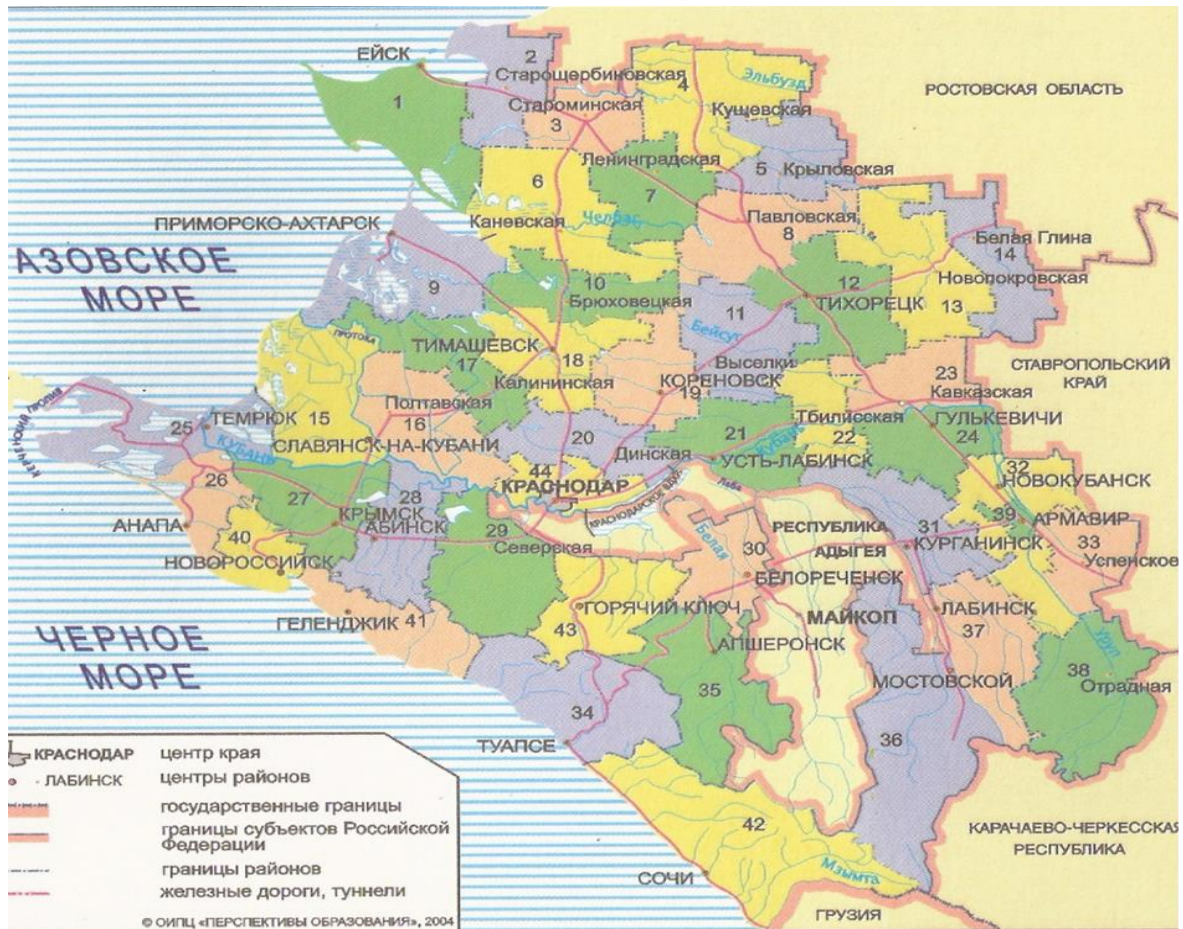 ЕЙСК
2
Старощербиновская
4
Эльбузд
РОСТОВСКАЯ ОБЛАСТЬ
1
Староминская
3
Кущевская
Ленинградская
5
Крыловская
6
7
ПРИМОРСКО-АХТАРСК
Каневская
Челбас
Павловская
8
Белая Глина
14
АЗОВСКОЕ
МОРЕ
9
10
Брюховецкая
12
ТИХОРЕЦК
Новопокровская
13
11
Бейсуг
ПРОТОКА
ТИМАШЕВСК
17
18
Калининская
Выселки
КОРЕНОВСК
19
23
Кавказская
СТАВРОПОЛЬСКИЙ
КРАЙ
КЕРЧЕНСКИЙ ПРОЛИВ
25
ТЕМРЮК
15
Полтавская
16
СЛАВЯНСК-НА-КУБАНИ
КУБАНЬ
20
Динская
21
Кубань
УСТЬ-ЛАБИНСК
Тбилисская
22
ГУЛЬКЕВИЧИ
24
26
27
28
44
КРАСНОДАР
КРАСНОДАРСКОЕ ВДХР.
Лаба
32
НОВОКУБАНСК
АНАПА
40
КРЫМСК
АБИНСК
29
Северская
Белая
30
РЕСПУБЛИКА
АДЫГЕЯ
31
КУРГАНИНСК
39
АРМАВИР
33
Успенское
НОВОРОССИЙСК
БЕЛОРЕЧЕНСК
ГЕЛЕНДЖИК
41
ГОРЯЧИЙ КЛЮЧ
43
МАЙКОП
ЛАБИНСК
37
Уруп
ЧЕРНОЕ
МОРЕ
АПШЕРОНСК
35
МОСТОВСКОЙ
38
Отрадная
34
ТУАПСЕ
36
42
Мзымта
СОЧИ
КАРАЧАЕВО-ЧЕРКЕССКАЯ
РЕСПУБЛИКА
ГРУЗИЯ
КРАСНОДАР центр края
- ЛАБИНСК центры районов
государственные границы
границы субъектов Российской
Федерации
границы районов
железные дороги, туннели
© ОИПЦ «ПЕРСПЕКТИВЫ ОБРАЗОВАНИЯ», 2004